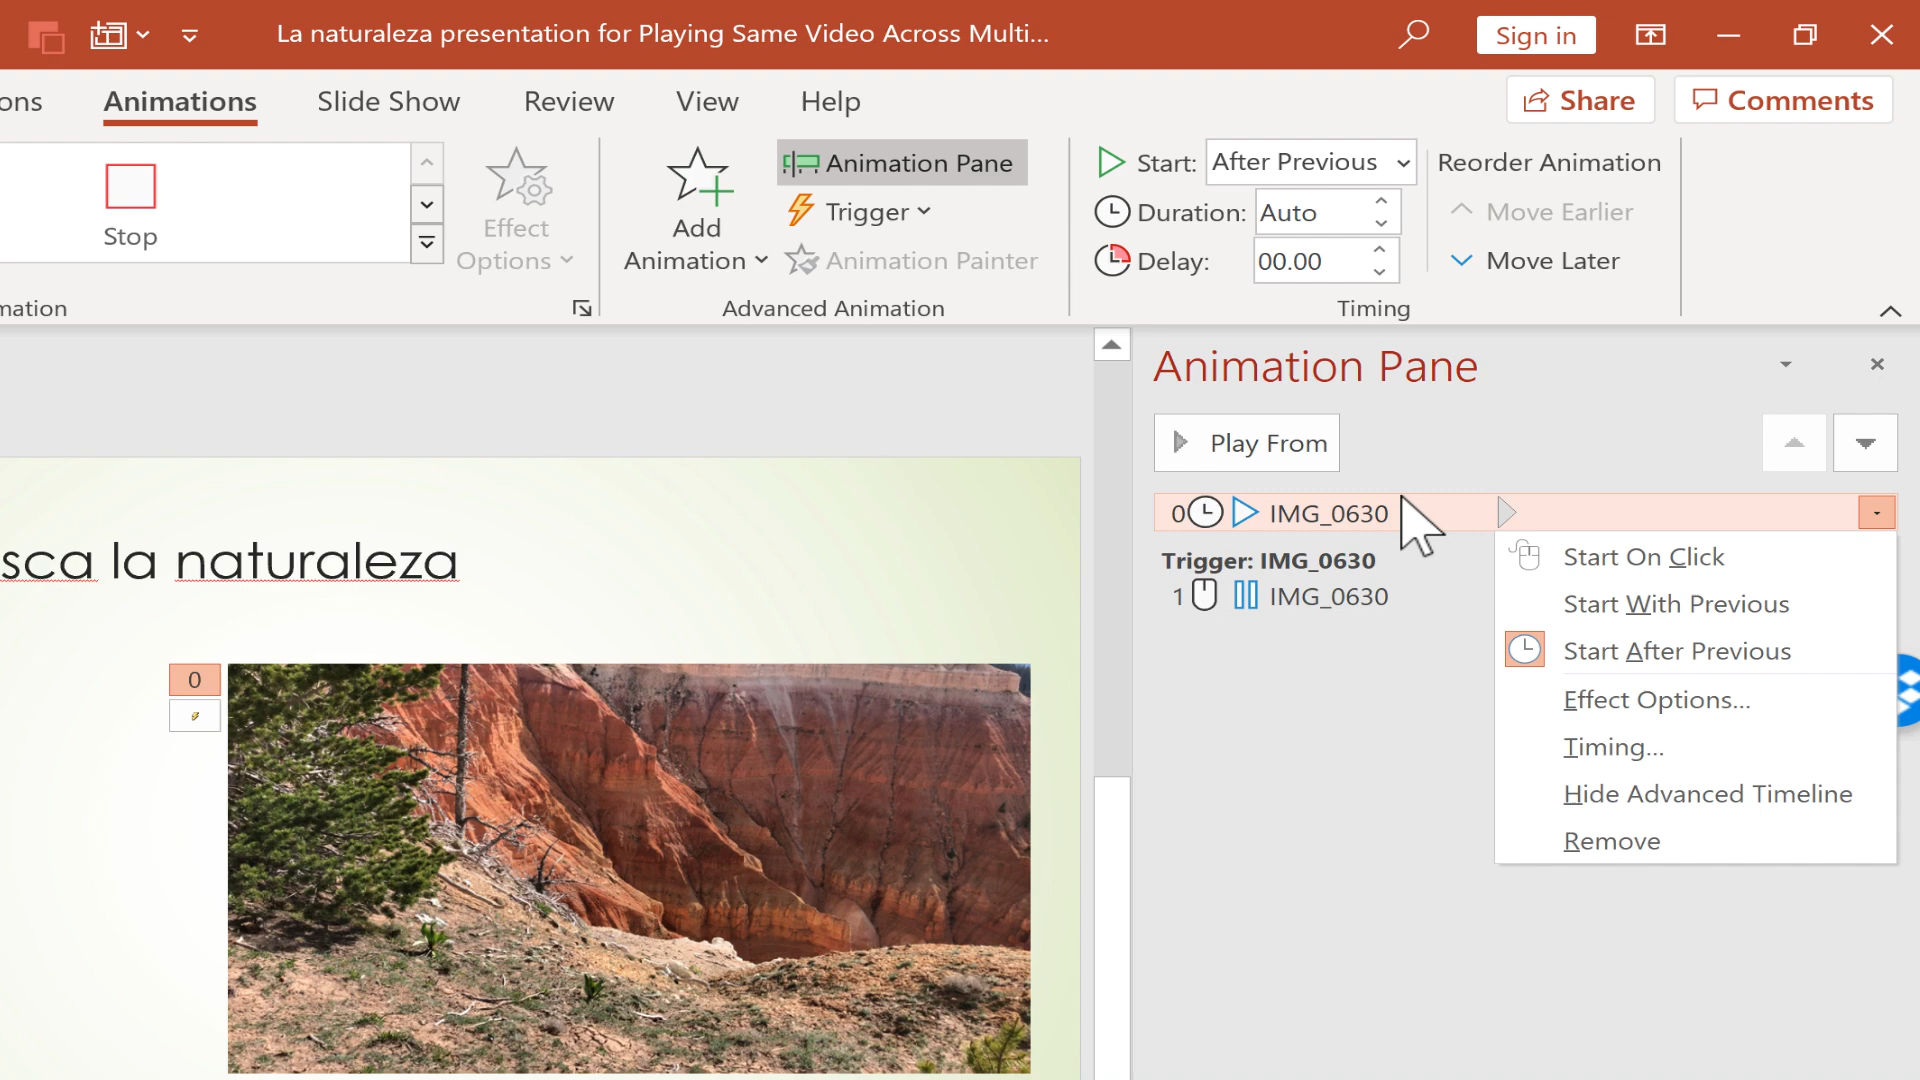 La naturaleza presentation for Playing Same Video Across Multi...
Sign in
ons
Animations
Slide Show
Review
View
Help
Share
Comments
Stop
Effect
Options
mation
Add
Animation
Animation Pane
Trigger
Animation Painter
Advanced Animation
Start: After Previous
Duration: Auto
Delay: 00.00
Timing
Reorder Animation
Move Earlier
Move Later
Animation Pane
Play From
0 IMG_0630
Trigger: IMG_0630
1 IMG_0630
Start On Click
Start With Previous
Start After Previous
Effect Options...
Timing...
Hide Advanced Timeline
Remove
sca la naturaleza
0